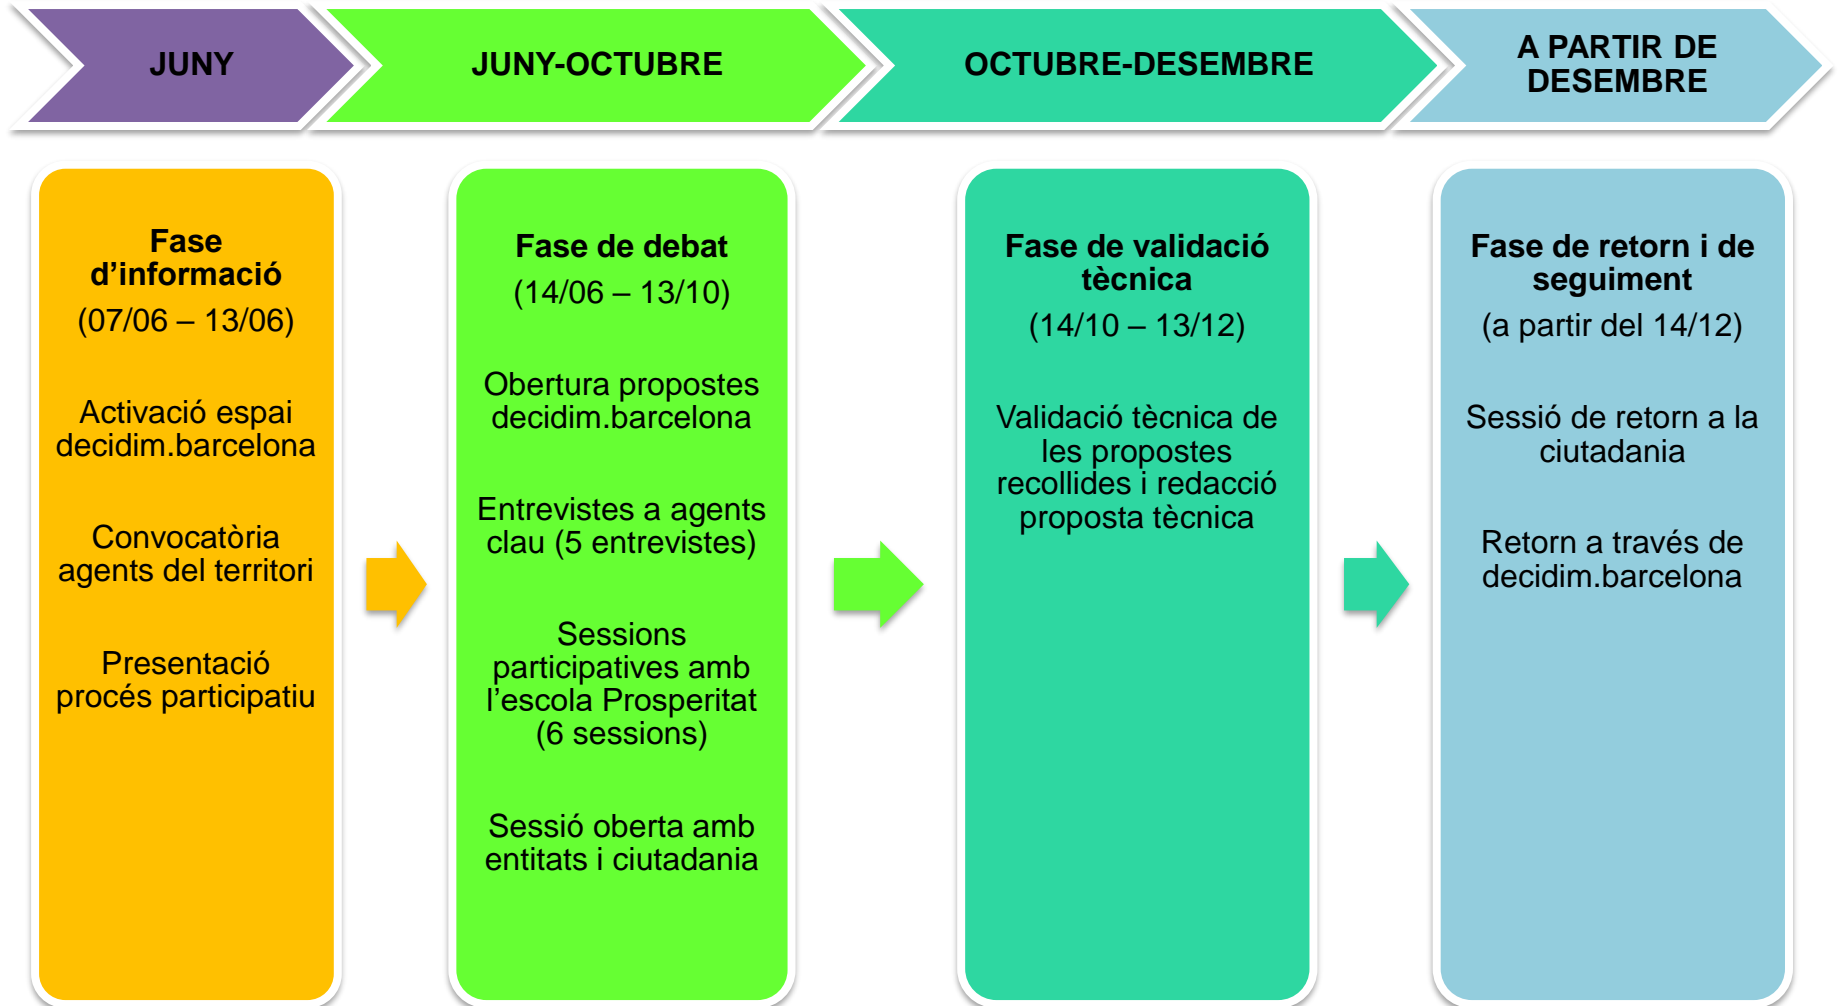 JUNY
JUNY-OCTUBRE
OCTUBRE-DESEMBRE
A PARTIR DE
DESEMBRE
Fase
d’informació
(07/06 – 13/06)
Activació espai
decidim.barcelona
Convocatòria
agents del territori
Presentació
procés participatiu
Fase de debat
(14/06 – 13/10)
Obertura propostes
decidim.barcelona
Entrevistes a agents
clau (5 entrevistes)
Sessions
participatives amb
l’escola Prosperitat
(6 sessions)
Sessió oberta amb
entitats i ciutadania
Fase de validació
tècnica
(14/10 – 13/12)
Validació tècnica de
les propostes
recollides i redacció
proposta tècnica
Fase de retorn i de
seguiment
(a partir del 14/12)
Sessió de retorn a la
ciutadania
Retorn a través de
decidim.barcelona